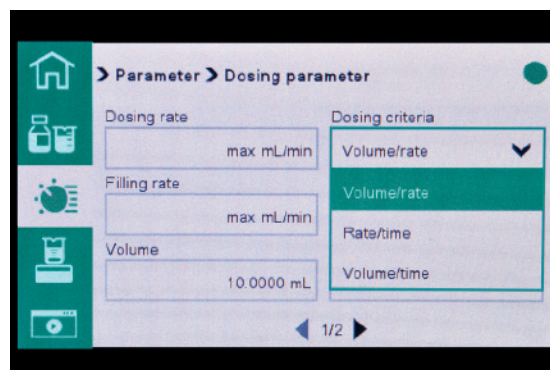 Parameter Dosing parameter
Dosing rate
max mL/min
Filling rate
max mL/min
Volume
10.0000 mL
Dosing criteria
Volume/rate
Volume/rate
Rate/time
Volume/time
1/2